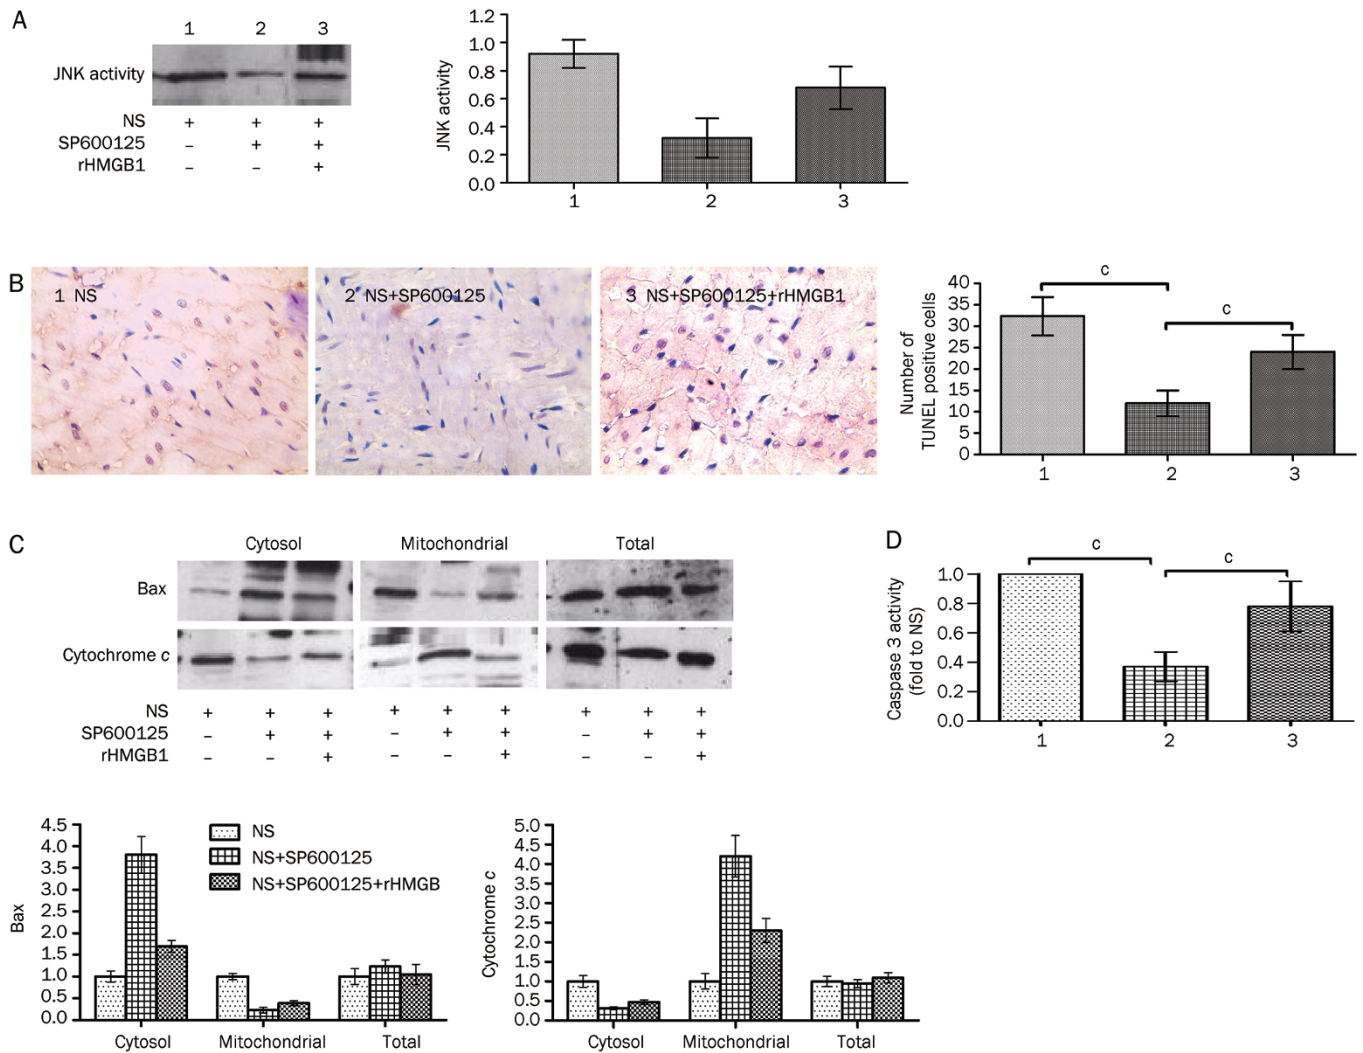 A
1 2 3
JNK activity
NS + + +
SP600125 – + +
rHMGB1 – – +
JNK activity
1.2
1.0
0.8
0.6
0.4
0.2
0.0
1 2 3
B
1 NS
2 NS+SP600125
3 NS+SP600125+rHMGB1
Number of
TUNEL positive cells
40
35
30
25
20
15
10
5
0
c
c
1 2 3
C
Cytosol Mitochondrial Total
Bax
Cytochrome c
NS + + + + + + + + +
SP600125 – + + – + + – + +
rHMGB1 – – + – – + – – +
D
Caspase 3 activity
(fold to NS)
1.0
0.8
0.6
0.4
0.2
0.0
c
c
1 2 3
Bax
4.5
4.0
3.5
3.0
2.5
2.0
1.5
1.0
0.5
0.0
NS
NS+SP600125
NS+SP600125+rHMGB
Cytosol Mitochondrial Total
Cytochrome c
5.0
4.5
4.0
3.5
3.0
2.5
2.0
1.5
1.0
0.5
0.0
Cytosol Mitochondrial Total